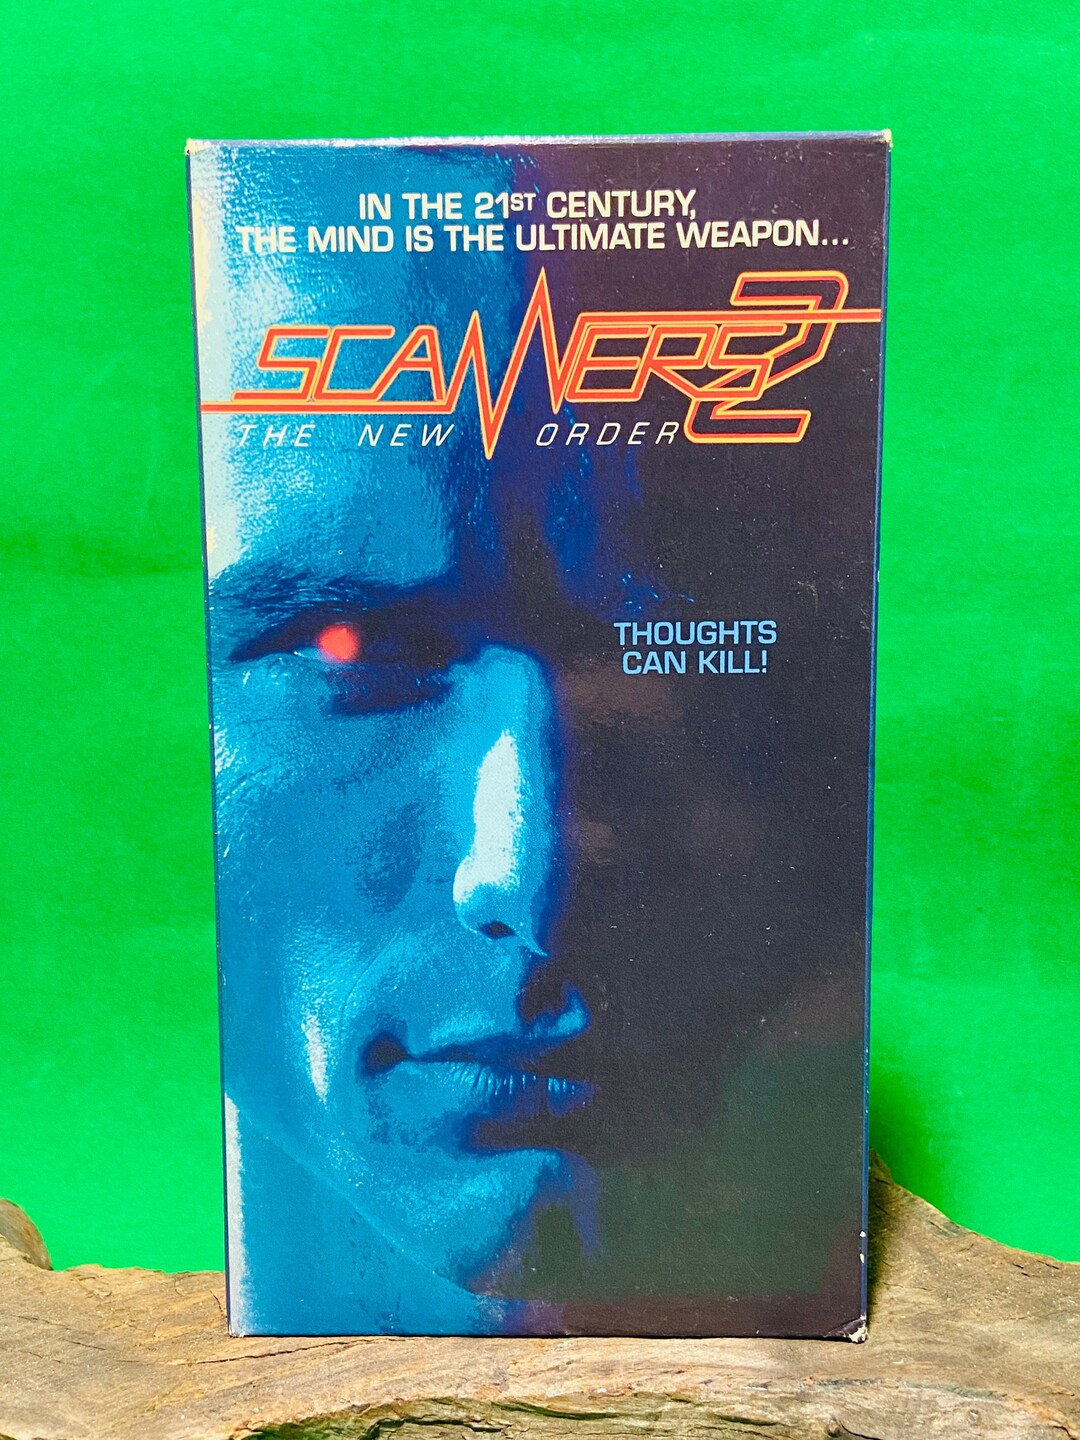 IN THE 21ST CENTURY,
THE MIND IS THE ULTIMATE WEAPON...
SCANNERS 2
THE NEW ORDER
THOUGHTS
CAN KILL!